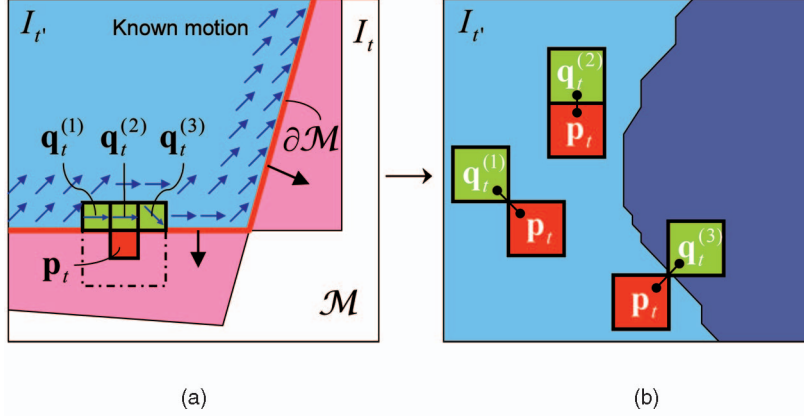 I_{t'} Known motion I_t
q_t^{(1)} q_t^{(2)} q_t^{(3)}
∂ℳ
p_t
ℳ
(a)
I_{t'}
q_t^{(2)}
p_t
q_t^{(1)}
p_t
q_t^{(3)}
p_t
(b)